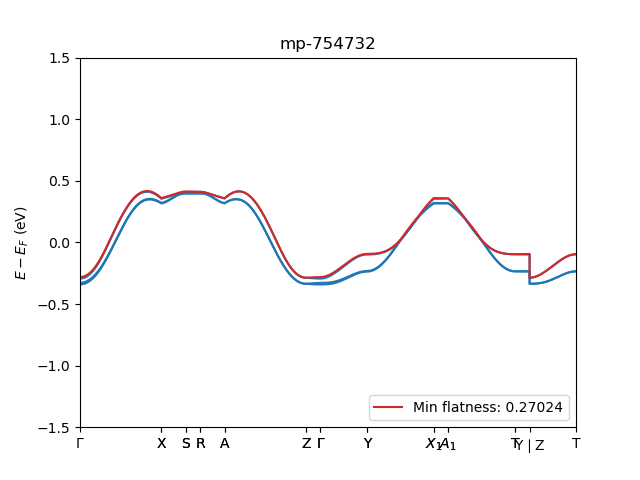 mp-754732
E − E_F (eV)
1.5
1.0
0.5
0.0
−0.5
−1.0
−1.5
Min flatness: 0.27024
Γ X S R A Z Γ Y X₁ A₁ T Y | Z T